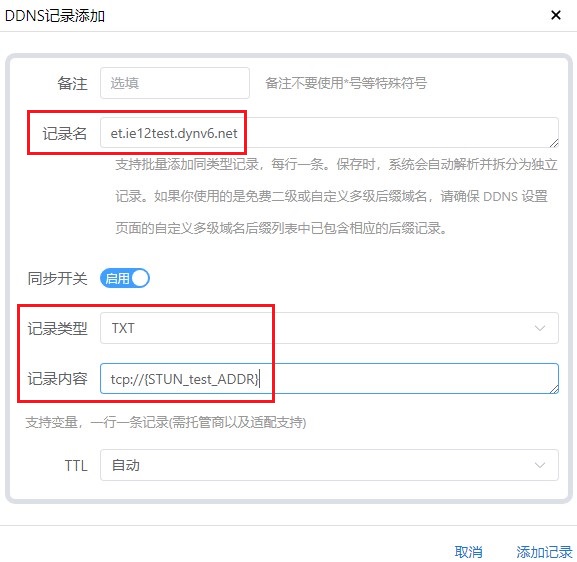 DDNS记录添加
备注 选填 备注不要使用*号等特殊符号
记录名 et.ie12test.dynv6.net
支持批量添加同类型记录，每行一条。保存时，系统会自动解析并拆分为独立
记录。如果你使用的是免费二级或自定义多级后缀域名，请确保 DDNS 设置
页面的自定义多级域名后缀列表中已包含相应的后缀记录。
同步开关 启用
记录类型 TXT
记录内容 tcp://{STUN_test_ADDR}
支持变量，一行一条记录(需托管商以及适配支持)
TTL 自动
取消 添加记录